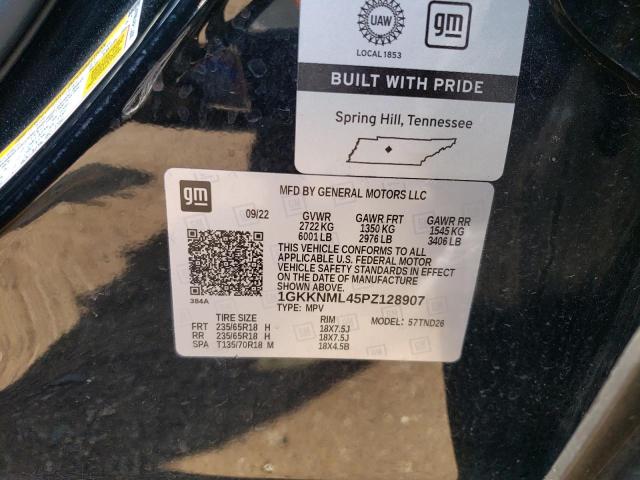 UAW
gm
LOCAL 1853
BUILT WITH PRIDE
Spring Hill, Tennessee
gm
MFD BY GENERAL MOTORS LLC
09/22 GVWR GAWR FRT GAWR RR
2722 KG 1350 KG 1545 KG
6001 LB 2976 LB 3406 LB
THIS VEHICLE CONFORMS TO ALL
APPLICABLE U.S. FEDERAL MOTOR
VEHICLE SAFETY STANDARDS IN EFFECT
ON THE DATE OF MANUFACTURE
SHOWN ABOVE.
384A
1GKKNML45PZ128907
TYPE: MPV MODEL: 57TND26
TIRE SIZE RIM
FRT 235/65R18 H 18X7.5J
RR 235/65R18 H 18X7.5J
SPA T135/70R18 M 18X4.5B